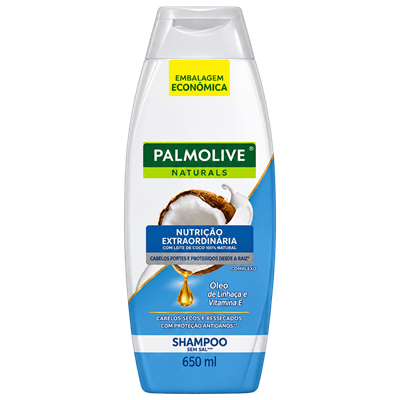 EMBALAGEM
ECONÔMICA
PALMOLIVE®
NATURALS
NUTRIÇÃO
EXTRAORDINÁRIA
COM LEITE DE COCO 100% NATURAL
CABELOS FORTES E PROTEGIDOS DESDE A RAIZ*
COMPLEXO
Óleo
de Linhaça e
Vitamina E
CABELOS SECOS E RESSECADOS
COM PROTEÇÃO ANTIDANOS
SHAMPOO
SEM SAL
650 ml